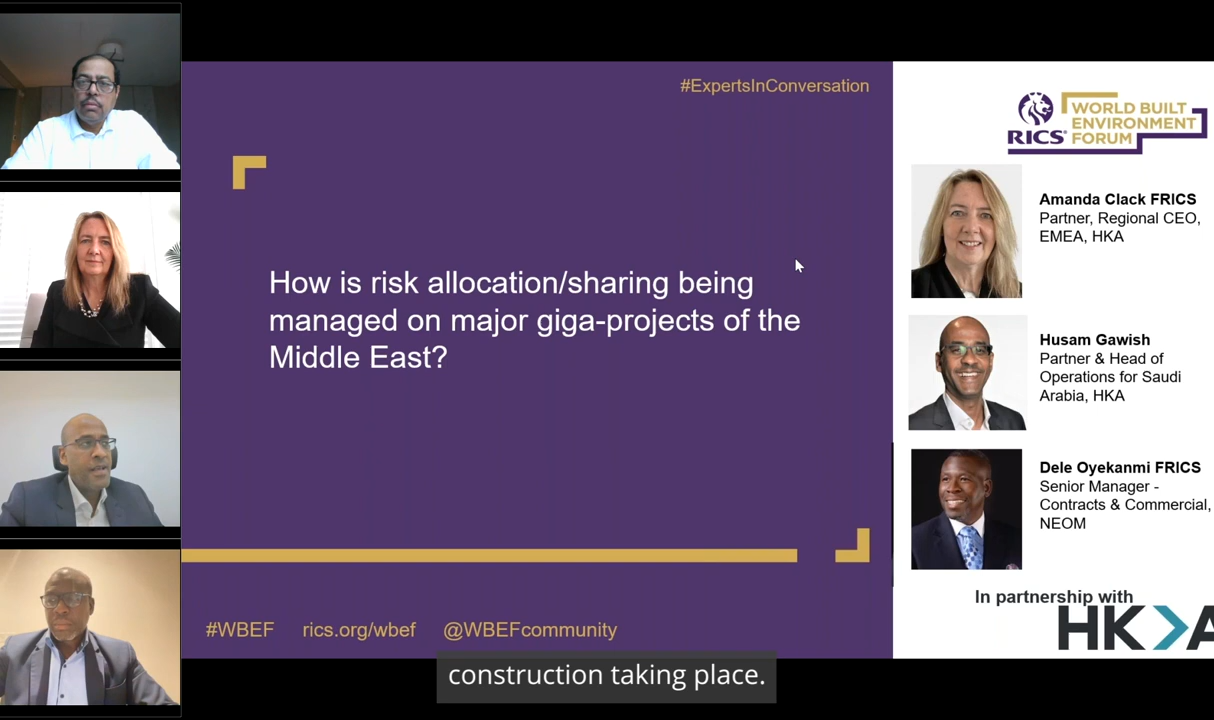 #ExpertsInConversation
How is risk allocation/sharing being
managed on major giga-projects of the
Middle East?
#WBEF rics.org/wbef @WBEFcommunity
RICS®
WORLD BUILT
ENVIRONMENT
FORUM
Amanda Clack FRICS
Partner, Regional CEO,
EMEA, HKA
Husam Gawish
Partner & Head of
Operations for Saudi
Arabia, HKA
Dele Oyekanmi FRICS
Senior Manager -
Contracts & Commercial,
NEOM
In partnership with
HKA
construction taking place.